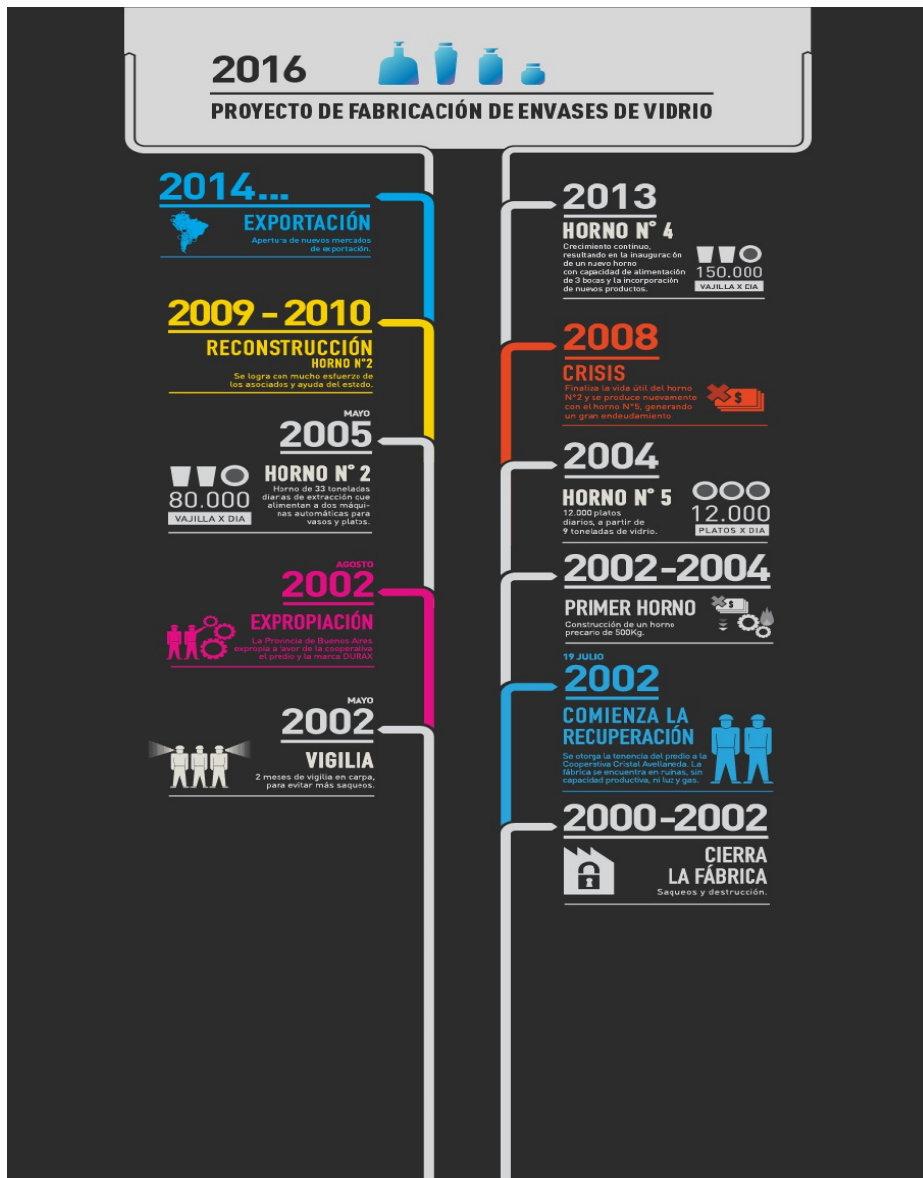 2016
PROYECTO DE FABRICACIÓN DE ENVASES DE VIDRIO
2014...
EXPORTACIÓN
Apertura de nuevos mercados
de exportación.
2013
HORNO N° 4
Crecimiento continuo,
resultando en la inauguración
de un nuevo horno
con capacidad de alimentación
de 3 bocas y la incorporación
de nuevos productos.
150.000
VAJILLA X DIA
2009 - 2010
RECONSTRUCCIÓN
HORNO N°2
Se logra con mucho esfuerzo de
los asociados y ayuda del estado.
2008
CRISIS
Finaliza la vida útil del horno
N°2 y se produce nuevamente
con el horno N°5, generando
un gran endeudamiento
$
MAYO
2005
HORNO N° 2
Horno de 33 toneladas
diarias de extracción que
alimentan a dos máqui-
nas automáticas para
vasos y platos.
80.000
VAJILLA X DIA
2004
HORNO N° 5
12.000 platos
diarios, a partir de
9 toneladas de vidrio.
12.000
PLATOS X DIA
AGOSTO
2002
EXPROPIACIÓN
La Provincia de Buenos Aires
expropia a favor de la cooperativa
el predio y la marca DURAX
2002-2004
PRIMER HORNO
Construcción de un horno
precario de 500Kg.
$
19 JULIO
2002
COMIENZA LA
RECUPERACIÓN
Se otorga la tenencia del predio a la
Cooperativa Cristal Avellaneda. La
fábrica se encuentra en ruinas, sin
capacidad productiva, ni luz y gas.
MAYO
2002
VIGILIA
2 meses de vigilia en carpa,
para evitar más saqueos.
2000-2002
CIERRA
LA FÁBRICA
Saqueos y destrucción.